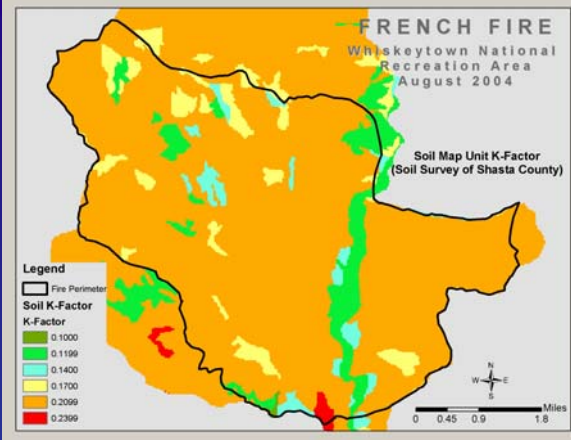 FRENCH FIRE
Whiskeytown National
Recreation Area
August 2004
Soil Map Unit K-Factor
(Soil Survey of Shasta County)
Legend
Fire Perimeter
Soil K-Factor
K-Factor
0.1000
0.1199
0.1400
0.1700
0.2099
0.2399
N
W E
S
Miles
0 0.45 0.9 1.8